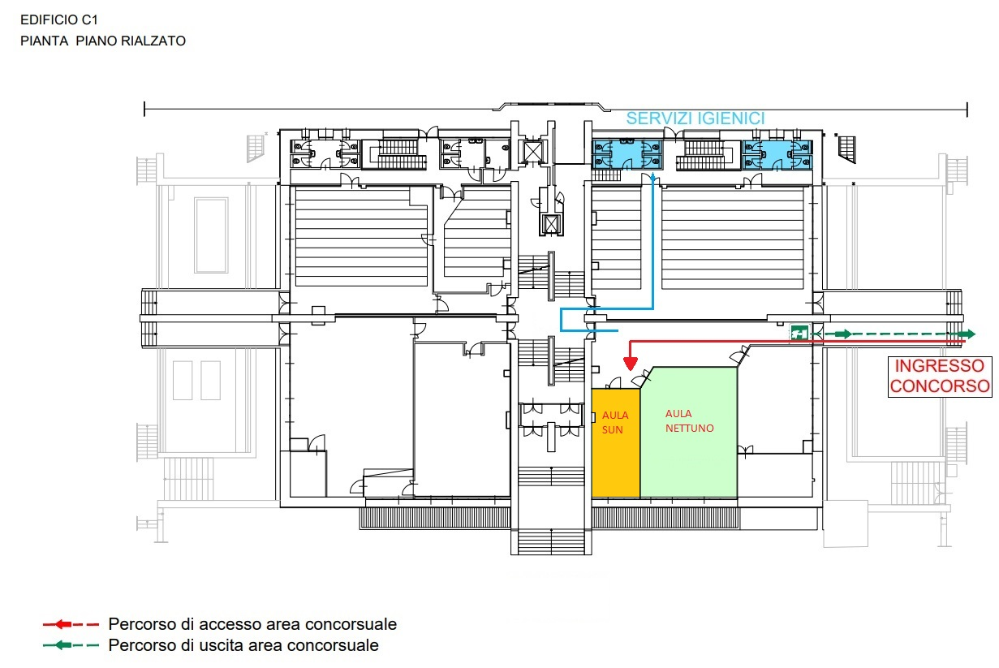 EDIFICIO C1
PIANTA  PIANO RIALZATO
SERVIZI IGIENICI
INGRESSO
CONCORSO
AULA
SUN
AULA
NETTUNO
Percorso di accesso area concorsuale
Percorso di uscita area concorsuale